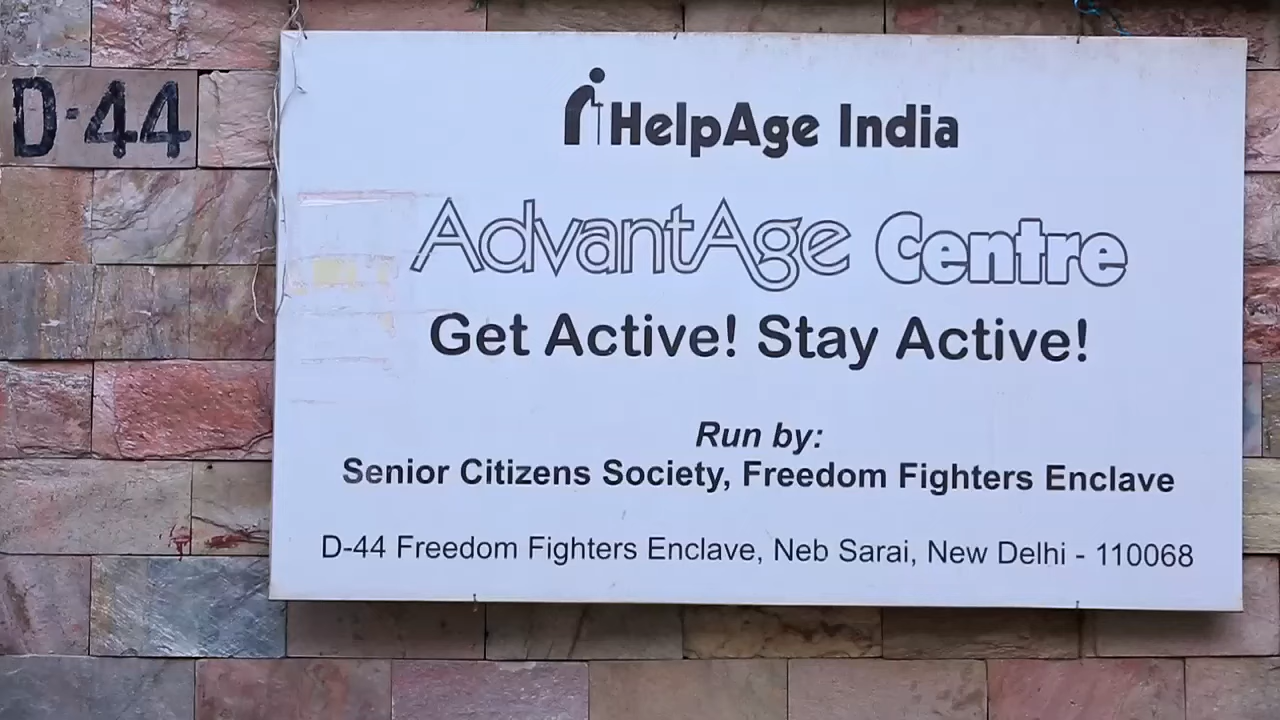 D-44
HelpAge India
AdvantAge Centre
Get Active! Stay Active!
Run by:
Senior Citizens Society, Freedom Fighters Enclave
D-44 Freedom Fighters Enclave, Neb Sarai, New Delhi - 110068